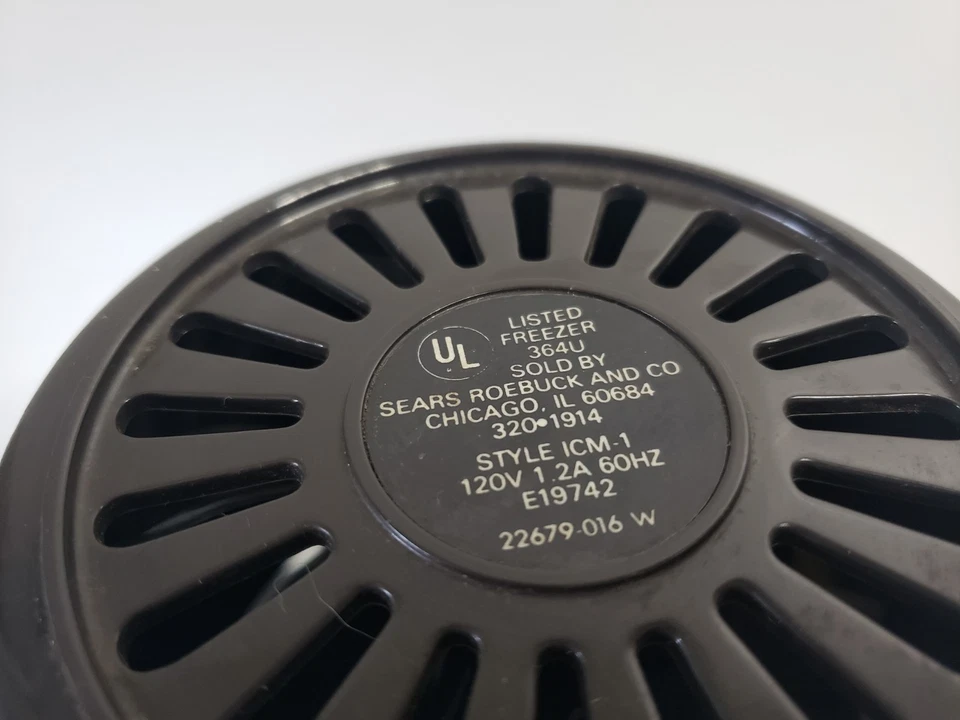 UL
LISTED
FREEZER
364U
SOLD BY
SEARS ROEBUCK AND CO
CHICAGO, IL 60684
320•1914
STYLE ICM-1
120V 1.2A 60HZ
E19742
22679-016 W